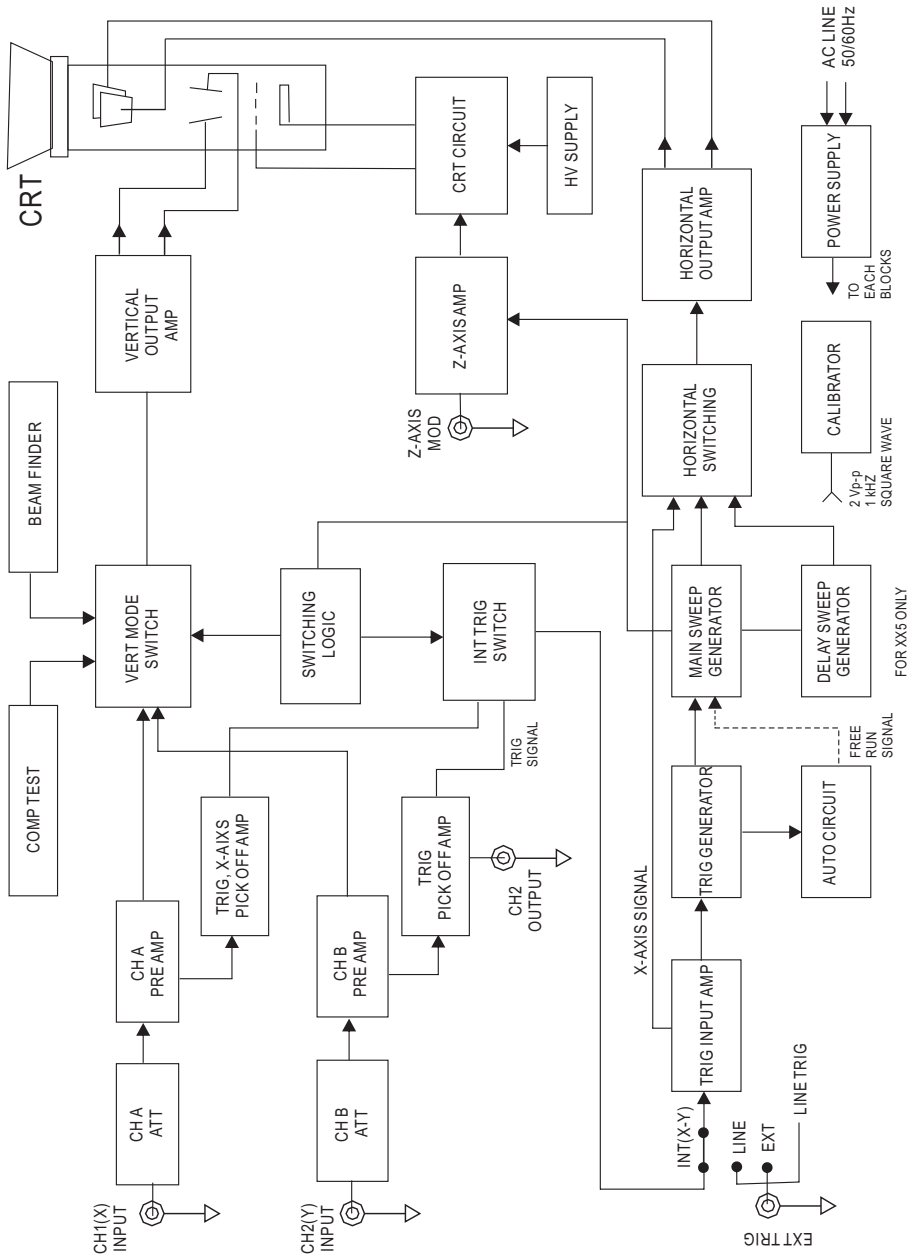 CRT
COMP TEST
BEAM FINDER
CH1(X)
INPUT
CH A
ATT
CH A
PRE AMP
TRIG, X-AIXS
PICK OFF AMP
VERT MODE
SWITCH
VERTICAL
OUTPUT
AMP
CH2(Y)
INPUT
CH B
ATT
CH B
PRE AMP
TRIG
PICK OFF AMP
CH2
OUTPUT
TRIG
SIGNAL
SWITCHING
LOGIC
INT TRIG
SWITCH
Z-AXIS
MOD
Z-AXIS AMP
CRT CIRCUIT
HV SUPPLY
X-AXIS SIGNAL
INT(X-Y)
LINE
EXT
LINE TRIG
EXT TRIG
TRIG INPUT AMP
TRIG GENERATOR
AUTO CIRCUIT
FREE
RUN
SIGNAL
MAIN SWEEP
GENERATOR
DELAY SWEEP
GENERATOR
FOR XX5 ONLY
HORIZONTAL
SWITCHING
HORIZONTAL
OUTPUT AMP
2 Vp-p
1 kHZ
SQUARE WAVE
CALIBRATOR
TO
EACH
BLOCKS
POWER SUPPLY
AC LINE
50/60Hz